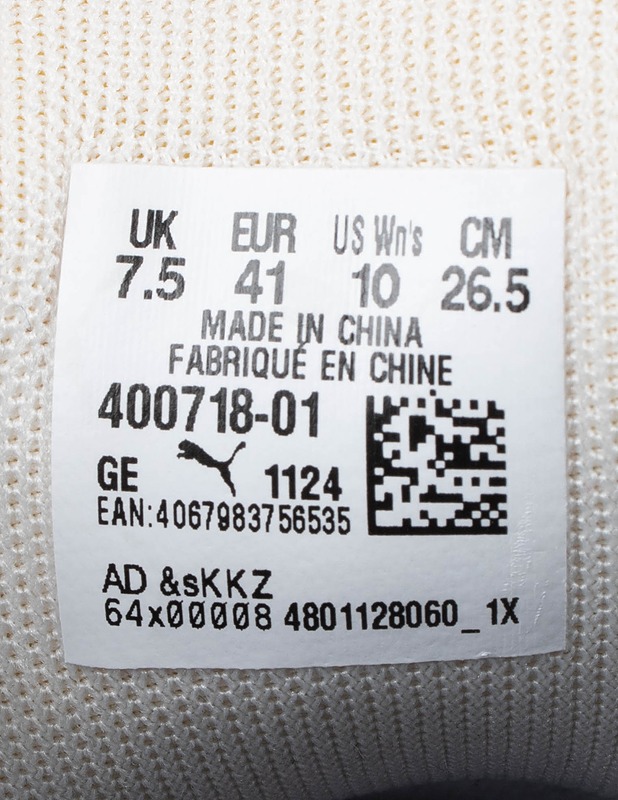 UK EUR US Wn's CM
7.5 41 10 26.5
MADE IN CHINA
FABRIQUÉ EN CHINE
400718-01
GE 1124
EAN:4067983756535
AD &sKKZ
64x00008 4801128060_1X